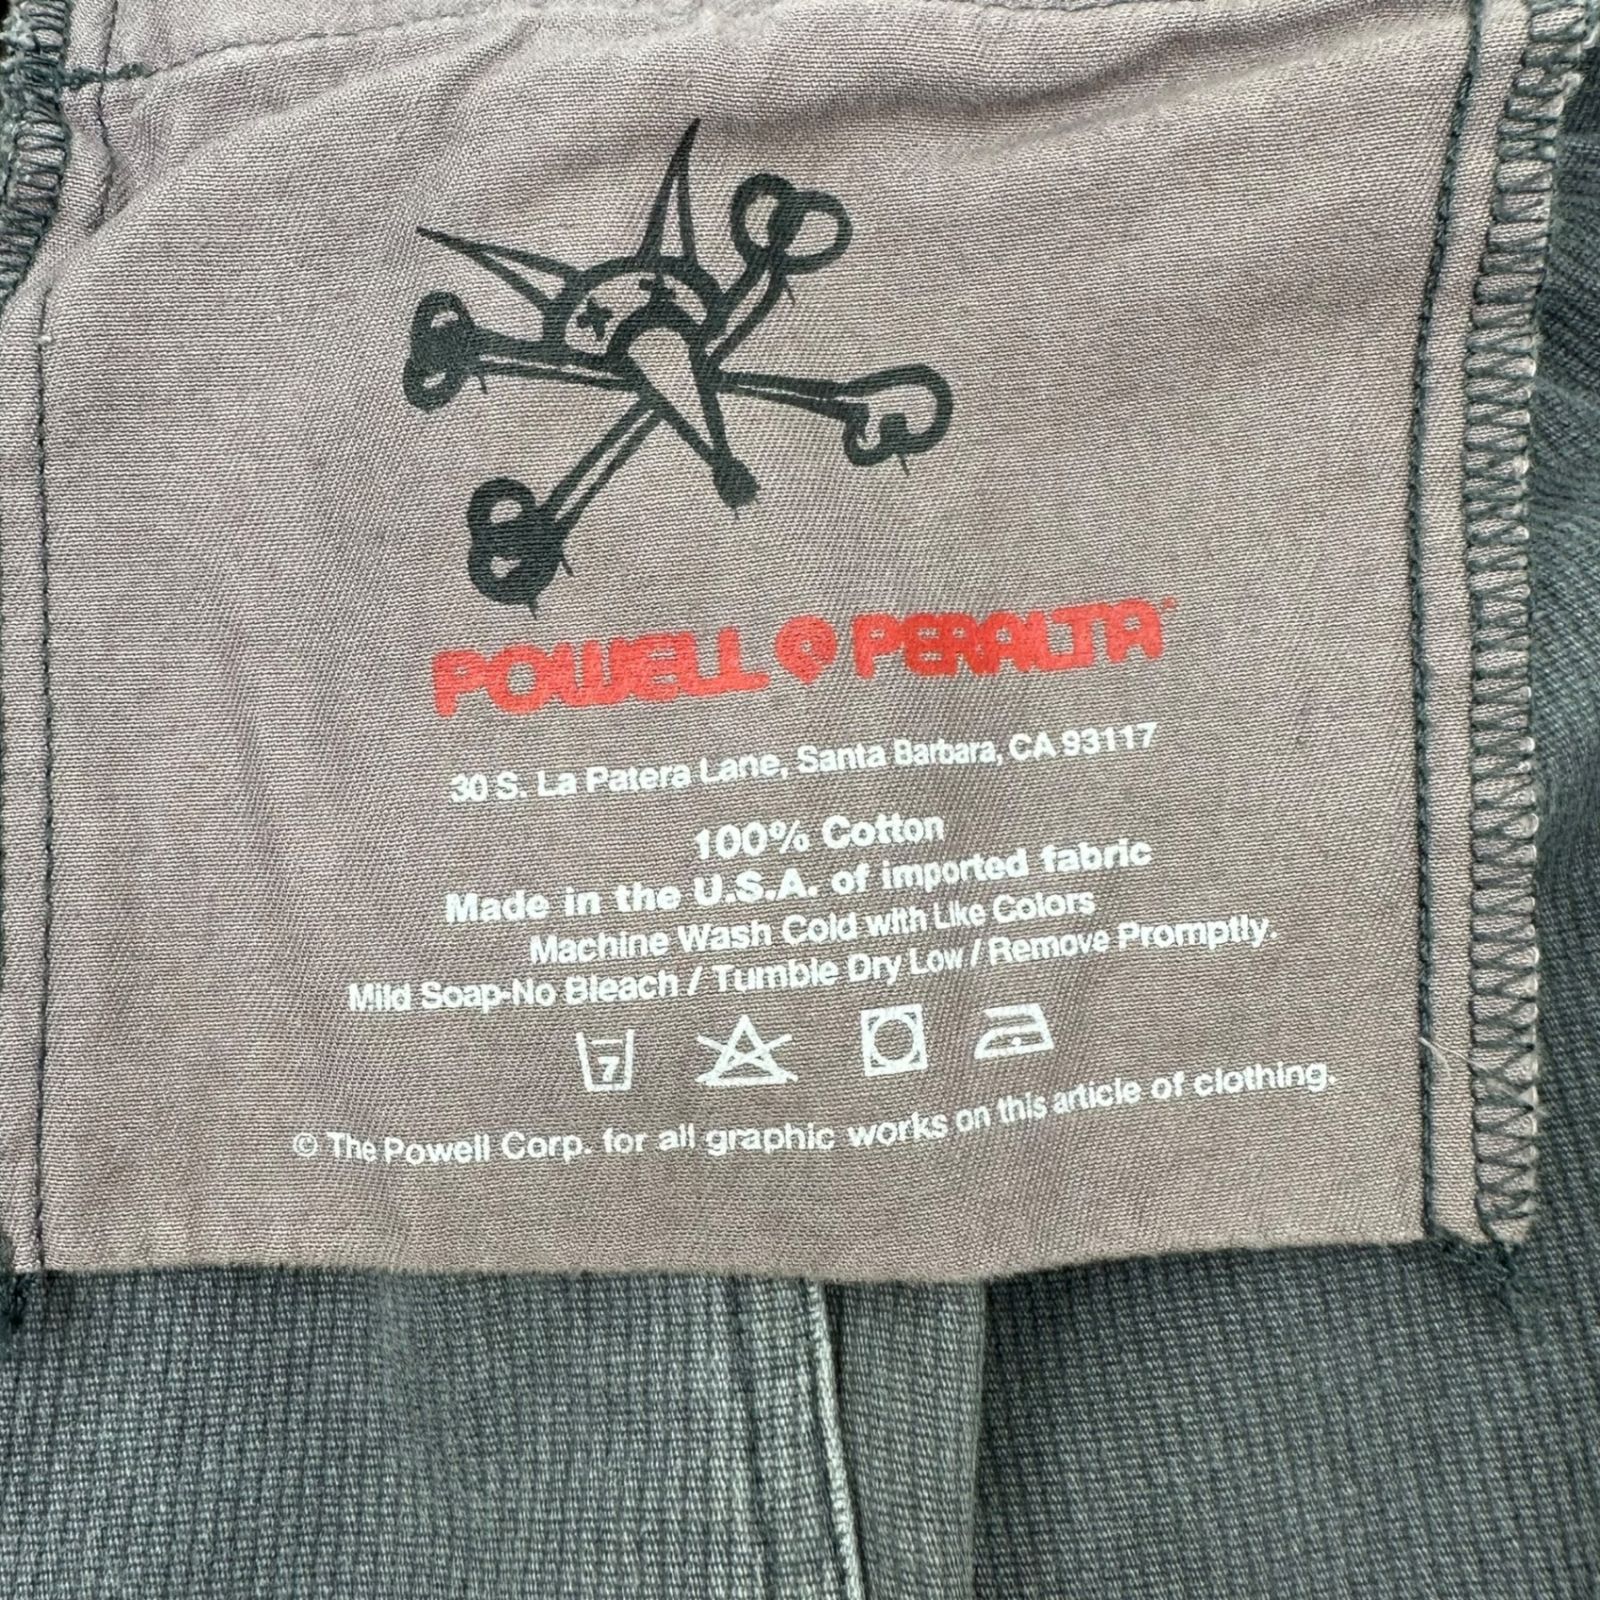 POWELL PERALTA®
30 S. La Patera Lane, Santa Barbara, CA 93117
100% Cotton
Made in the U.S.A. of imported fabric
Machine Wash Cold with Like Colors
Mild Soap-No Bleach / Tumble Dry Low / Remove Promptly.
7
© The Powell Corp. for all graphic works on this article of clothing.